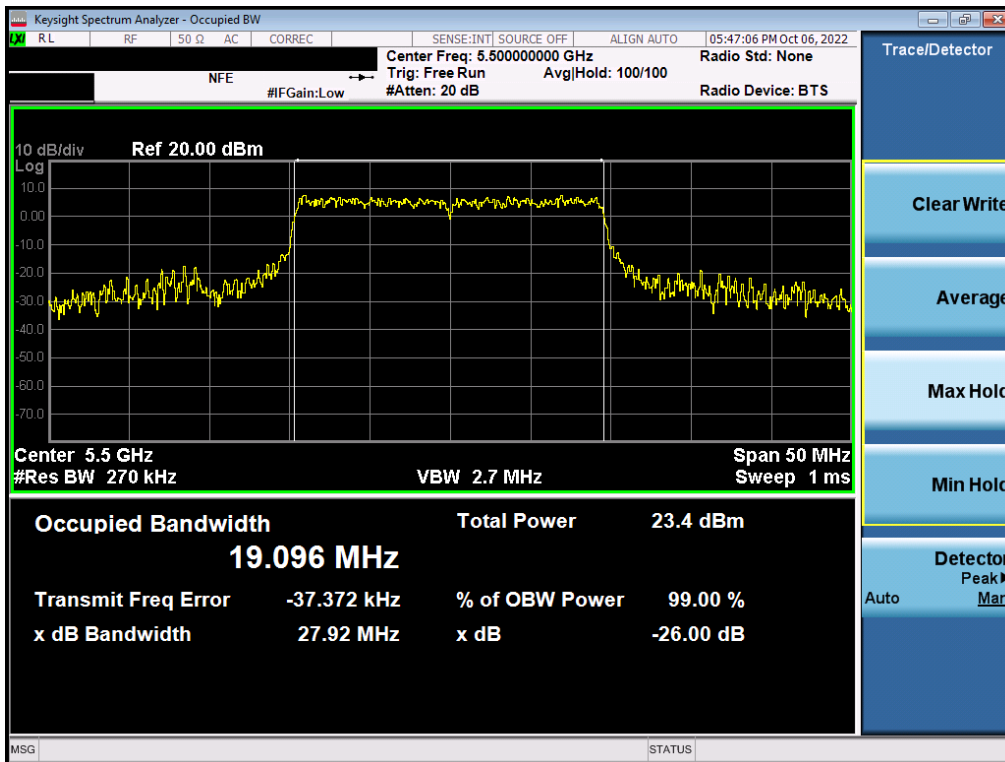 Keysight Spectrum Analyzer - Occupied BW
LXI RL RF 50 Ω AC CORREC SENSE:INT SOURCE OFF ALIGN AUTO 05:47:06 PM Oct 06, 2022
Center Freq: 5.500000000 GHz Radio Std: None
NFE Trig: Free Run Avg|Hold: 100/100
#IFGain:Low #Atten: 20 dB Radio Device: BTS
Trace/Detector
10 dB/div Ref 20.00 dBm
Log
10.0
0.00
-10.0
-20.0
-30.0
-40.0
-50.0
-60.0
-70.0
Center 5.5 GHz Span 50 MHz
#Res BW 270 kHz VBW 2.7 MHz Sweep 1 ms
Occupied Bandwidth Total Power 23.4 dBm
19.096 MHz
Transmit Freq Error -37.372 kHz % of OBW Power 99.00 %
x dB Bandwidth 27.92 MHz x dB -26.00 dB
Clear Write
Average
Max Hold
Min Hold
Detector
Peak▶
Auto Man
MSG STATUS